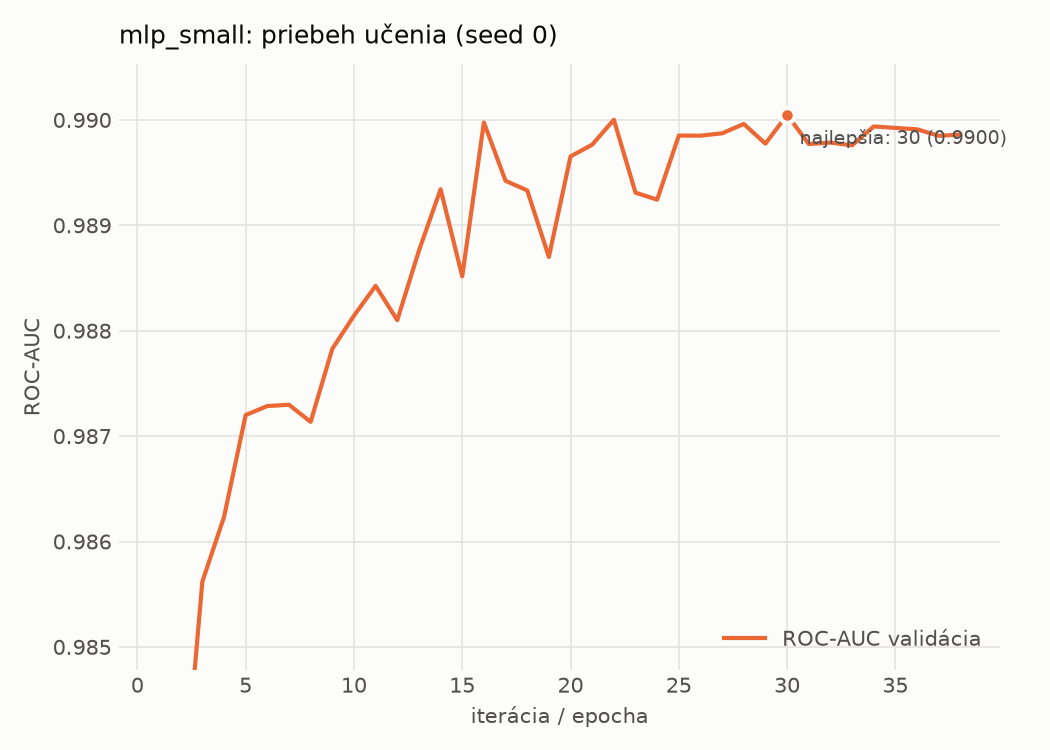 mlp_small: priebeh učenia (seed 0)
0.990
najlepšia: 30 (0.9900)
0.989
0.988
ROC-AUC
0.987
0.986
0.985
ROC-AUC validácia
0 5 10 15 20 25 30 35
iterácia / epocha